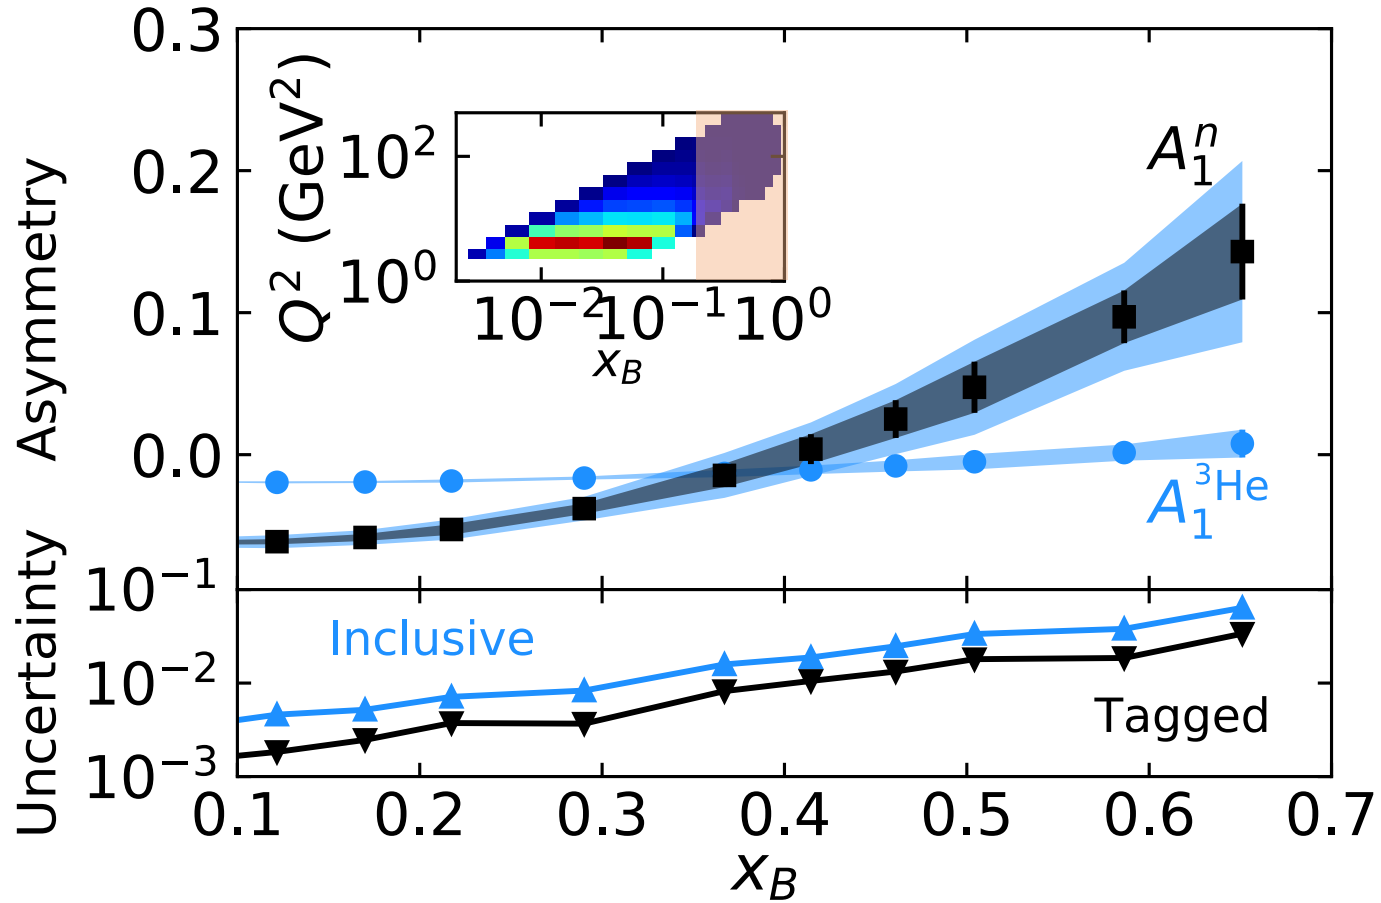 0.3
0.2
0.1
0.0
Asymmetry
Q² (GeV²)
10²
10⁰
10⁻² 10⁻¹ 10⁰
x_B
A₁ⁿ
A₁^³He
10⁻¹
10⁻²
10⁻³
Uncertainty
Inclusive
Tagged
0.1 0.2 0.3 0.4 0.5 0.6 0.7
x_B